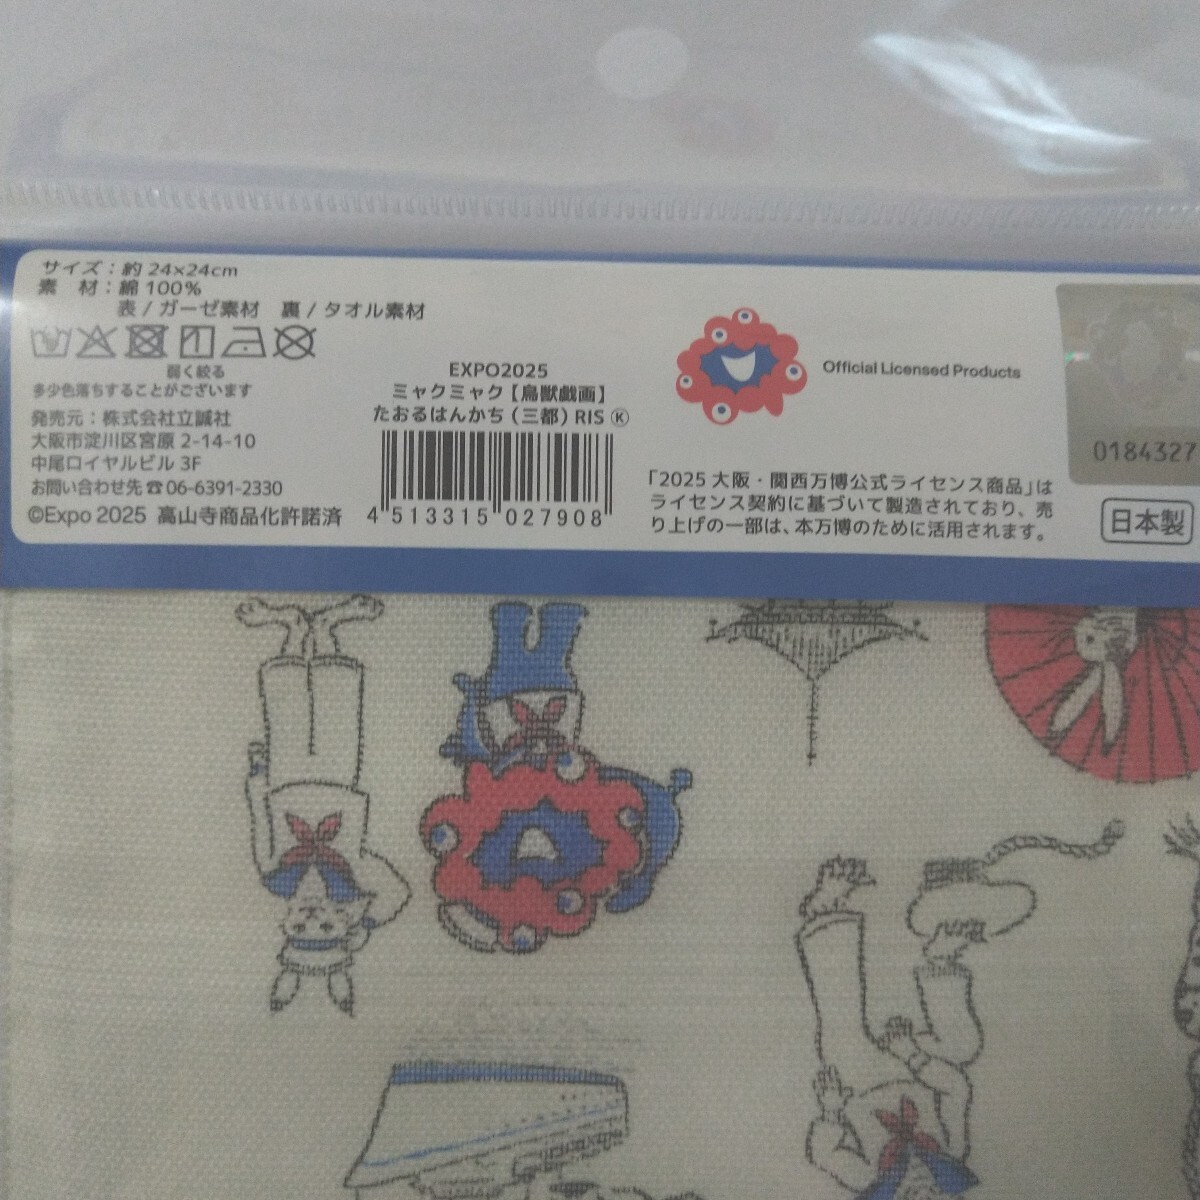 サイズ：約 24×24cm
素　材：綿 100%
表 / ガーゼ素材　裏 / タオル素材
弱く絞る
多少色落ちすることがございます
発売元：株式会社立誠社
大阪市淀川区宮原 2-14-10
中尾ロイヤルビル 3F
お問い合わせ先 ☎ 06-6391-2330
©Expo 2025 高山寺商品化許諾済
EXPO2025
ミャクミャク【鳥獣戯画】
たおるはんかち (三都) RIS Ⓚ
4 513315 027908
Official Licensed Products
「2025 大阪・関西万博公式ライセンス商品」は
ライセンス契約に基づいて製造されており、売
り上げの一部は、本万博のために活用されます。
0184327
日本製